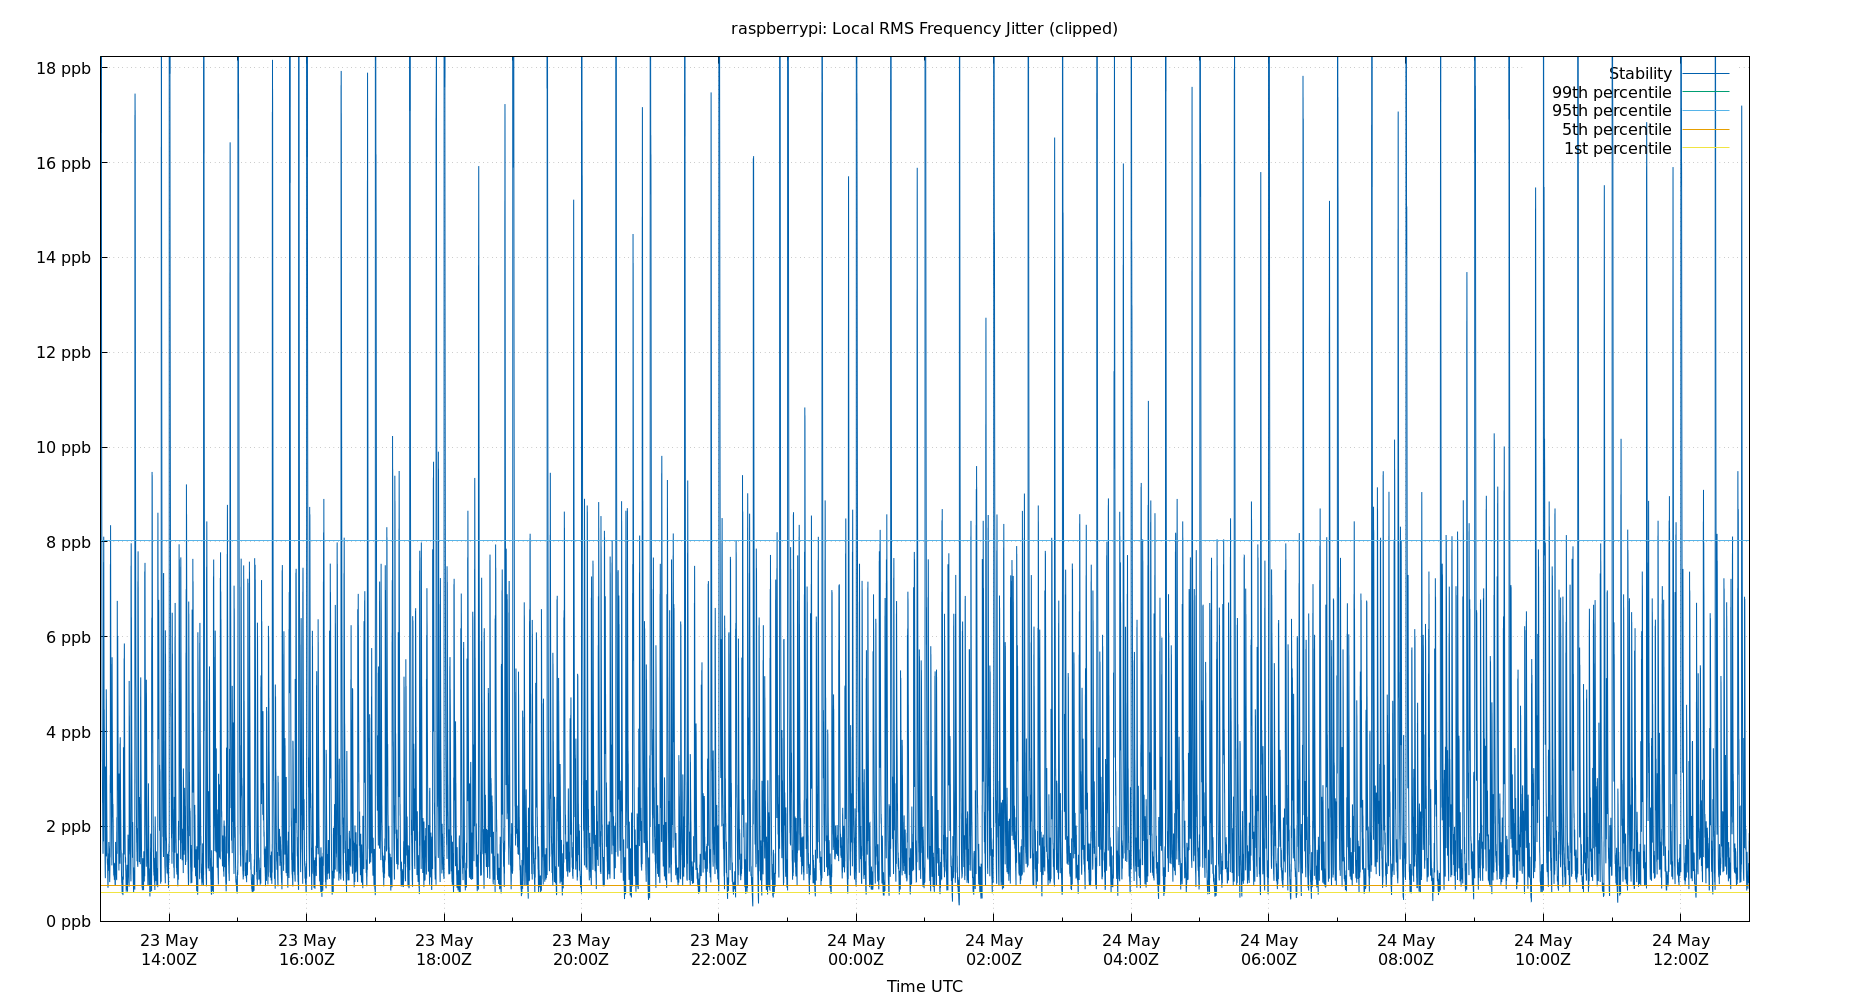 raspberrypi: Local RMS Frequency Jitter (clipped)
18 ppb
16 ppb
14 ppb
12 ppb
10 ppb
8 ppb
6 ppb
4 ppb
2 ppb
0 ppb
Stability
99th percentile
95th percentile
5th percentile
1st percentile
23 May 23 May 23 May 23 May 23 May 24 May 24 May 24 May 24 May 24 May 24 May 24 May
14:00Z 16:00Z 18:00Z 20:00Z 22:00Z 00:00Z 02:00Z 04:00Z 06:00Z 08:00Z 10:00Z 12:00Z
Time UTC